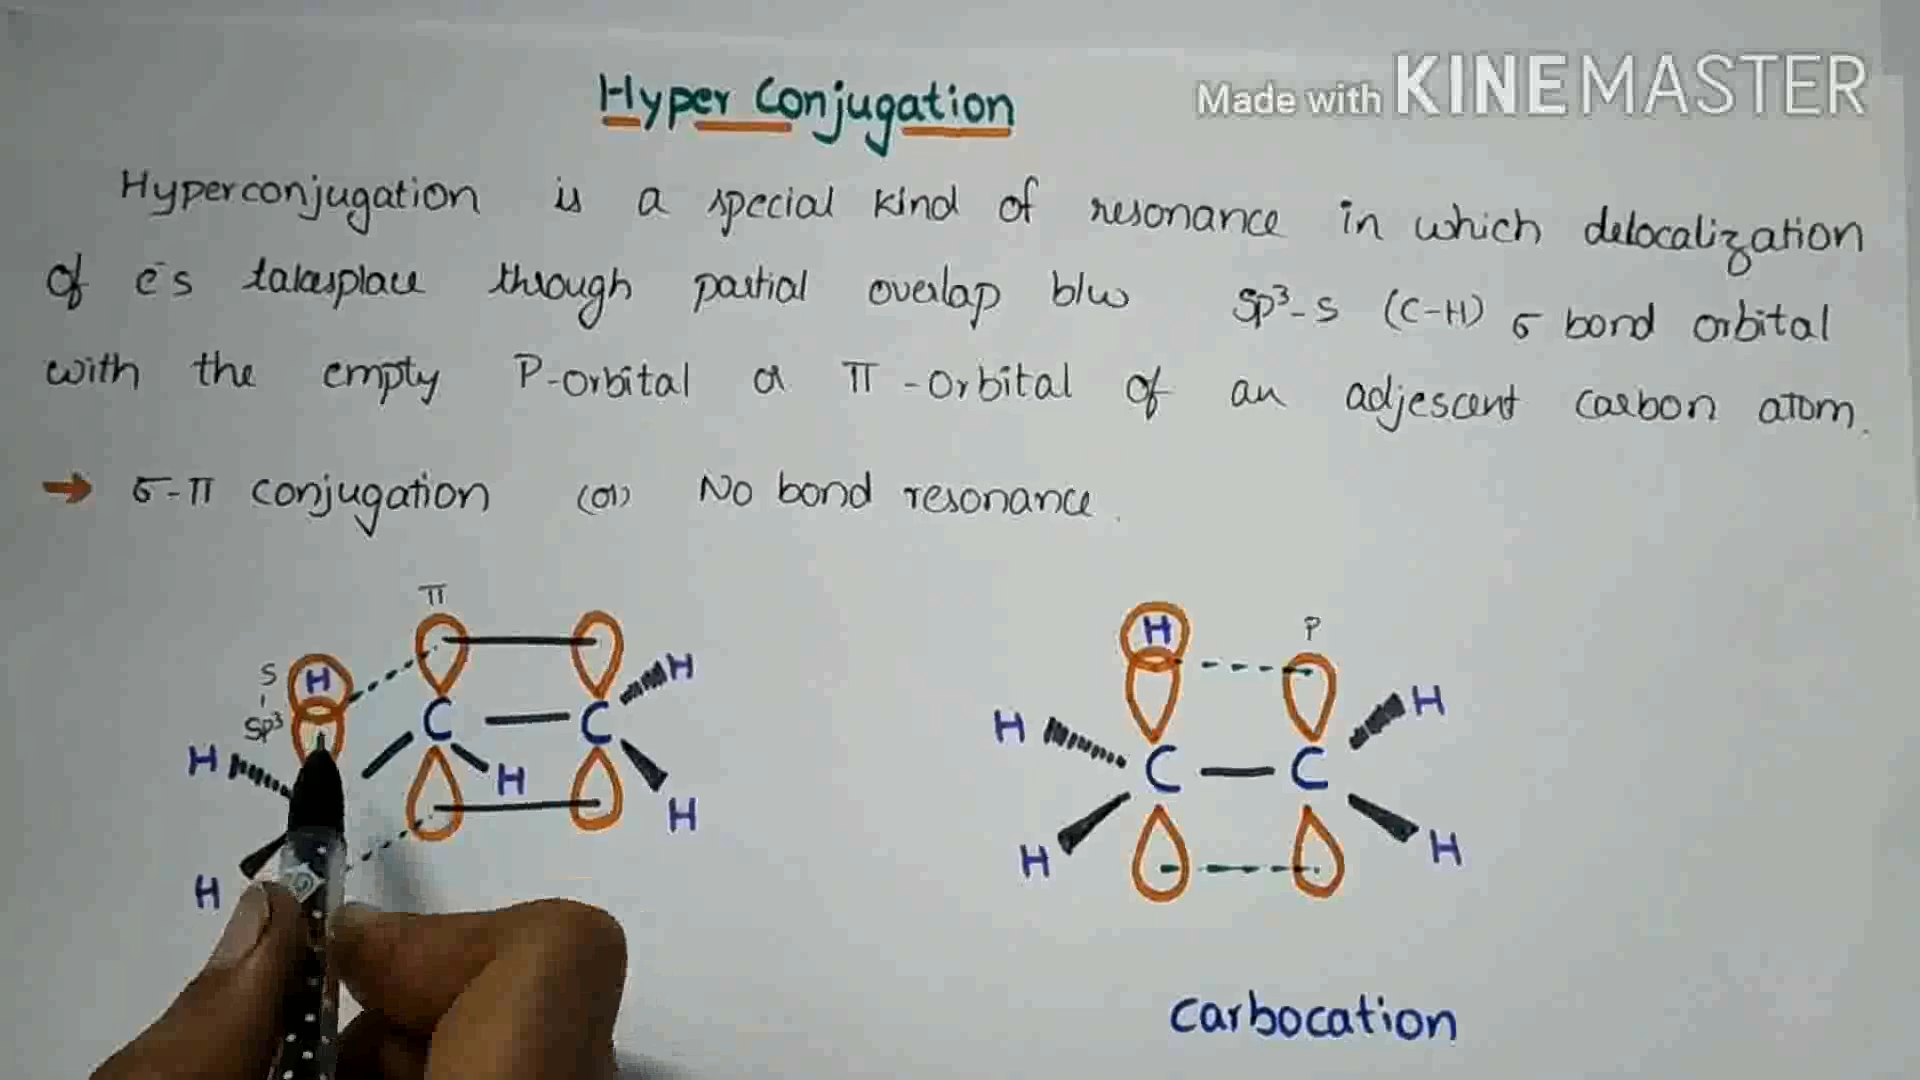 Hyper Conjugation
Made with KINEMASTER
Hyperconjugation is a special kind of resonance in which delocalization
of e⁻s takesplace through partial overlap b/w Sp³-s (C-H) σ bond orbital
with the empty P-orbital or π-orbital of an adjescent carbon atom.
→ σ-π conjugation (or) No bond resonance.
π
S
-
Sp³
H
H
H
C
C
H
H
H
H
P
H
H
C
C
H
H
carbocation